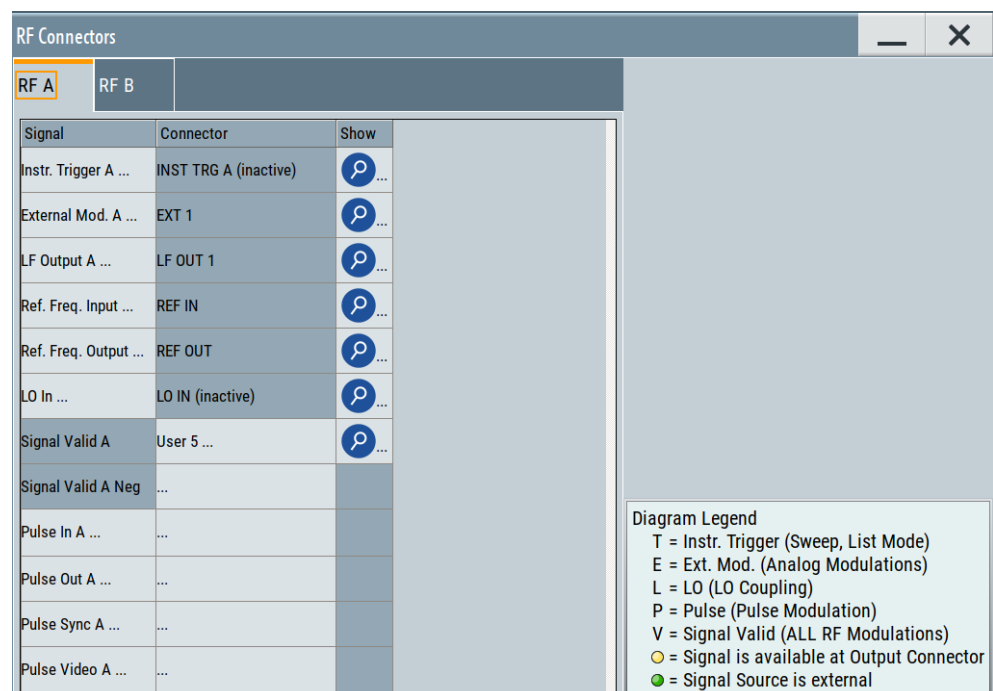 RF Connectors
RF A RF B
Signal Connector Show
Instr. Trigger A ... INST TRG A (inactive) ...
External Mod. A ... EXT 1 ...
LF Output A ... LF OUT 1 ...
Ref. Freq. Input ... REF IN ...
Ref. Freq. Output ... REF OUT ...
LO In ... LO IN (inactive) ...
Signal Valid A User 5 ... ...
Signal Valid A Neg ...
Pulse In A ... ...
Pulse Out A ... ...
Pulse Sync A ... ...
Pulse Video A ... ...
Diagram Legend
T = Instr. Trigger (Sweep, List Mode)
E = Ext. Mod. (Analog Modulations)
L = LO (LO Coupling)
P = Pulse (Pulse Modulation)
V = Signal Valid (ALL RF Modulations)
= Signal is available at Output Connector
= Signal Source is external